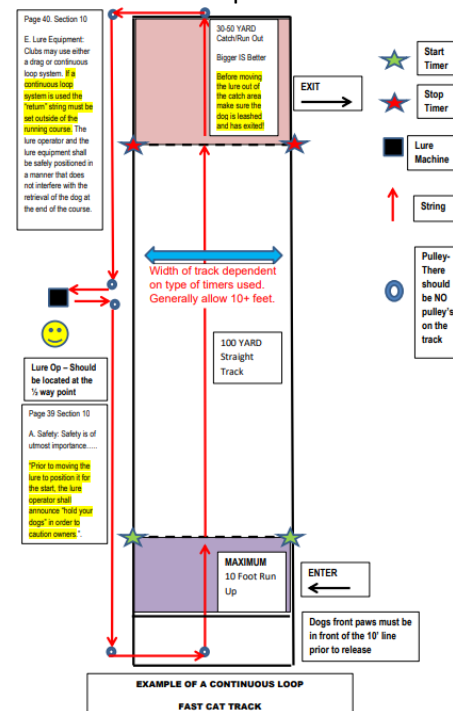 Page 40. Section 10
E. Lure Equipment:
Clubs may use either
a drag or continuous
loop system. If a
continuous loop
system is used the
"return" string must be
set outside of the
running course. The
lure operator and the
lure equipment shall
be safely positioned in
a manner that does
not interfere with the
retrieval of the dog at
the end of the course.
30-50 YARD
Catch/Run Out
Bigger IS Better
Before moving
the lure out of
the catch area
make sure the
dog is leashed
and has exited!
EXIT
Start
Timer
Stop
Timer
Lure
Machine
String
Pulley-
There
should
be NO
pulley's
on the
track
Width of track dependent
on type of timers used.
Generally allow 10+ feet.
100 YARD
Straight
Track
Lure Op – Should
be located at the
½ way point
Page 39 Section 10
A. Safety: Safety is of
utmost importance.....
"Prior to moving the
lure to position it for
the start, the lure
operator shall
announce "hold your
dogs" in order to
caution owners.".
MAXIMUM
10 Foot Run
Up
ENTER
Dogs front paws must be
in front of the 10' line
prior to release
EXAMPLE OF A CONTINUOUS LOOP
FAST CAT TRACK